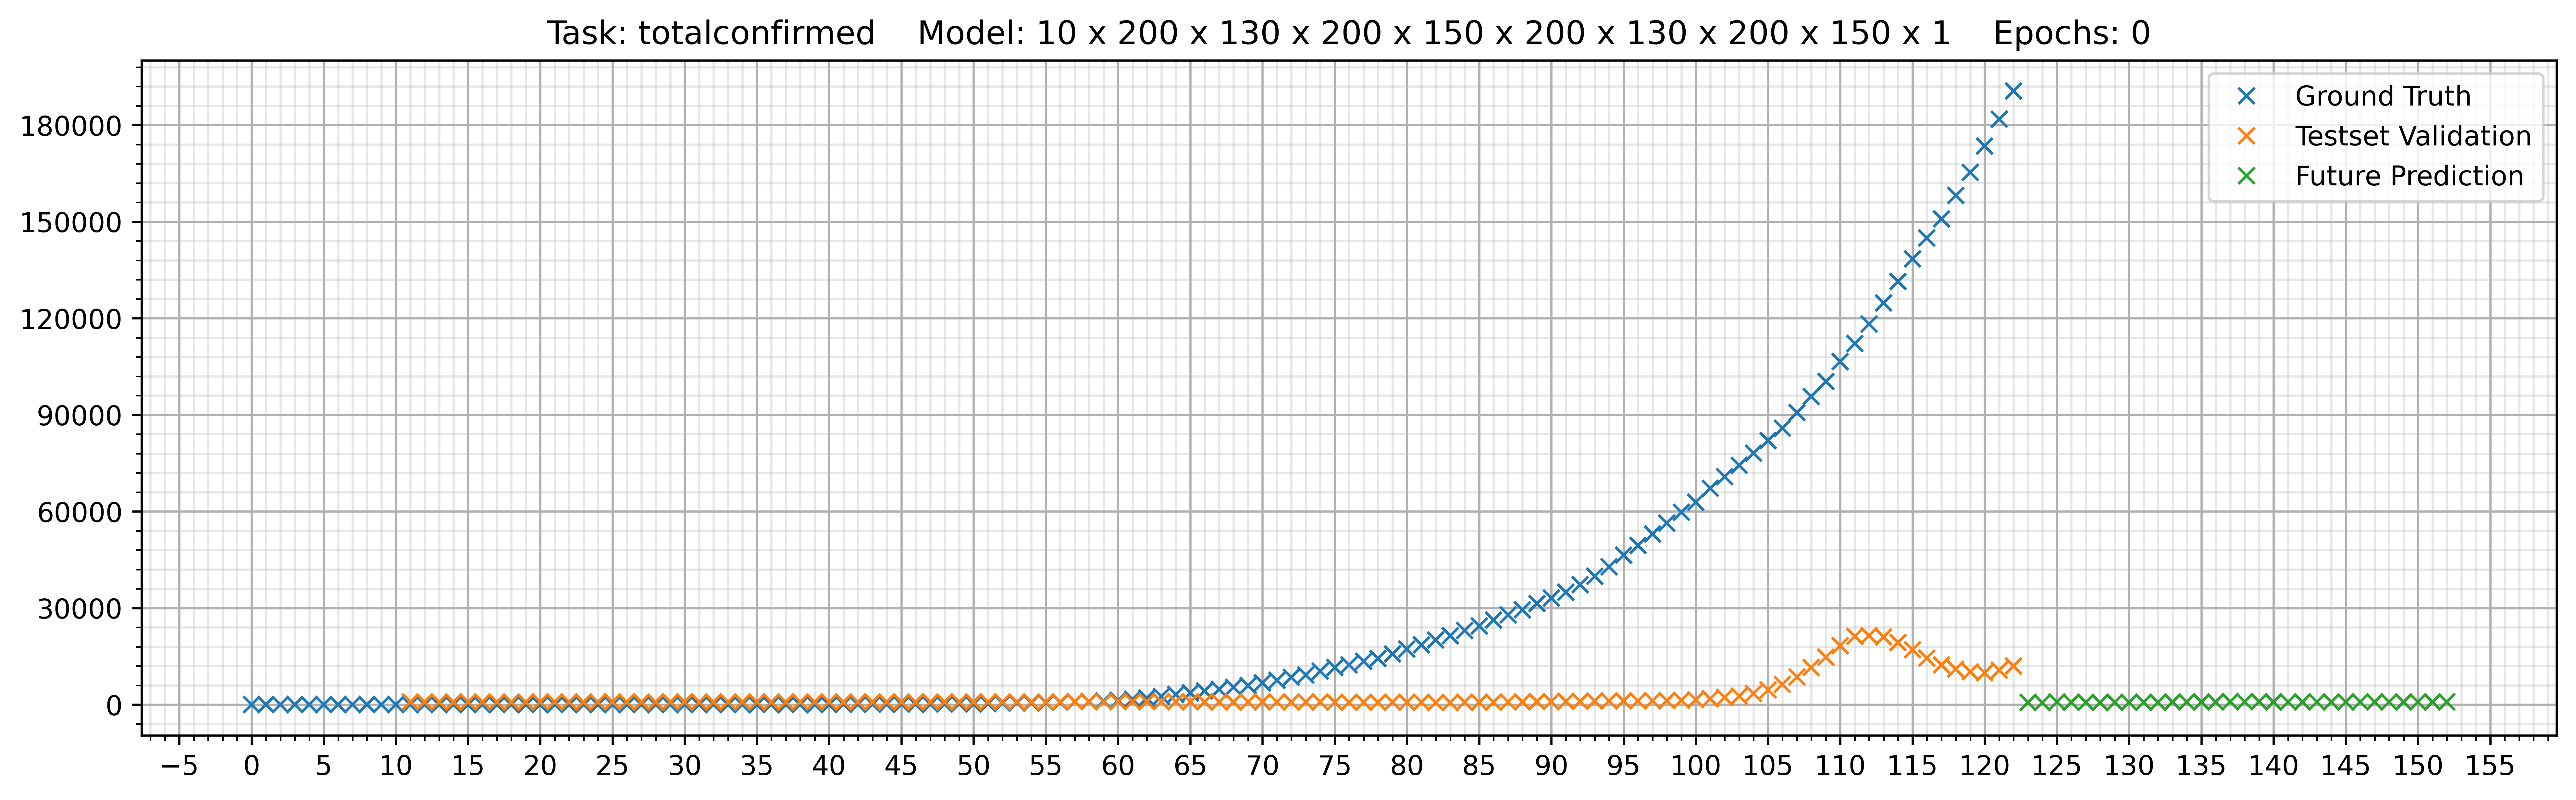 Task: totalconfirmed    Model: 10 x 200 x 130 x 200 x 150 x 200 x 130 x 200 x 150 x 1    Epochs: 0
Ground Truth
Testset Validation
Future Prediction
180000
150000
120000
90000
60000
30000
0
−5 0 5 10 15 20 25 30 35 40 45 50 55 60 65 70 75 80 85 90 95 100 105 110 115 120 125 130 135 140 145 150 155